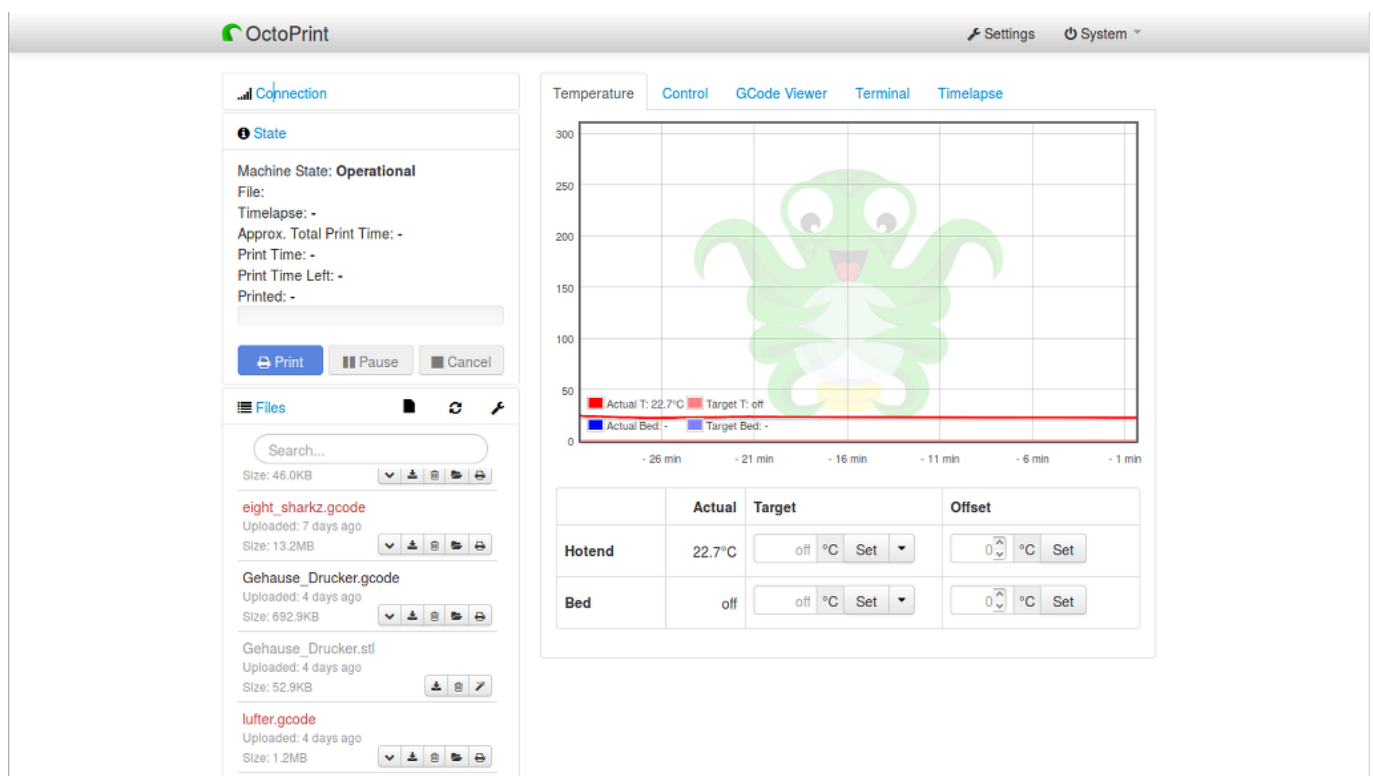 OctoPrint
Settings
System
Connection
State
Machine State: Operational
File:
Timelapse: -
Approx. Total Print Time: -
Print Time: -
Print Time Left: -
Printed: -
Print
Pause
Cancel
Files
Search...
Size: 46.0KB
eight_sharkz.gcode
Uploaded: 7 days ago
Size: 13.2MB
Gehause_Drucker.gcode
Uploaded: 4 days ago
Size: 692.9KB
Gehause_Drucker.stl
Uploaded: 4 days ago
Size: 52.9KB
lufter.gcode
Uploaded: 4 days ago
Size: 1.2MB
Temperature Control GCode Viewer Terminal Timelapse
300
250
200
150
100
50
0
Actual T: 22.7°C Target T: off
Actual Bed: - Target Bed: -
- 26 min - 21 min - 16 min - 11 min - 6 min - 1 min
Actual Target Offset
Hotend 22.7°C off °C Set 0 °C Set
Bed off off °C Set 0 °C Set